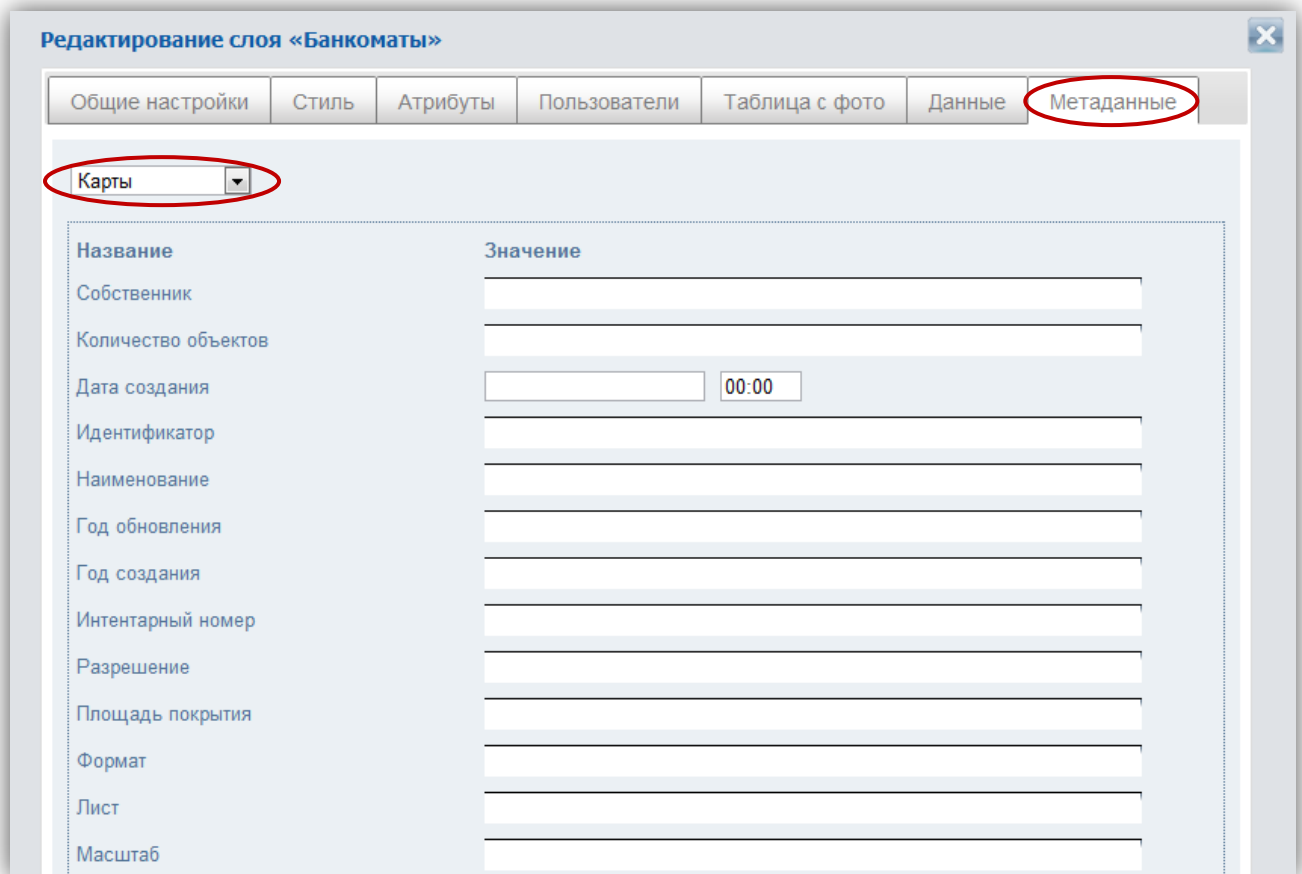 Редактирование слоя «Банкоматы»
Общие настройки Стиль Атрибуты Пользователи Таблица с фото Данные Метаданные
Карты
Название Значение
Собственник
Количество объектов
Дата создания 00:00
Идентификатор
Наименование
Год обновления
Год создания
Интентарный номер
Разрешение
Площадь покрытия
Формат
Лист
Масштаб